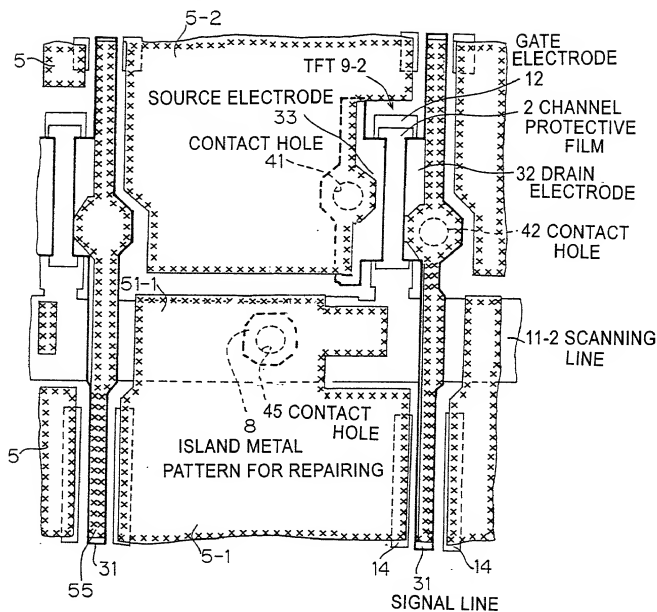 5-2
5
GATE
ELECTRODE
TFT 9-2
12
SOURCE ELECTRODE
33
2 CHANNEL
PROTECTIVE
FILM
CONTACT HOLE
41
32 DRAIN
ELECTRODE
42 CONTACT
HOLE
51-1
11-2 SCANNING
LINE
8
45 CONTACT
HOLE
ISLAND METAL
PATTERN FOR REPAIRING
5
5-1
14
14
55
31
31
SIGNAL LINE